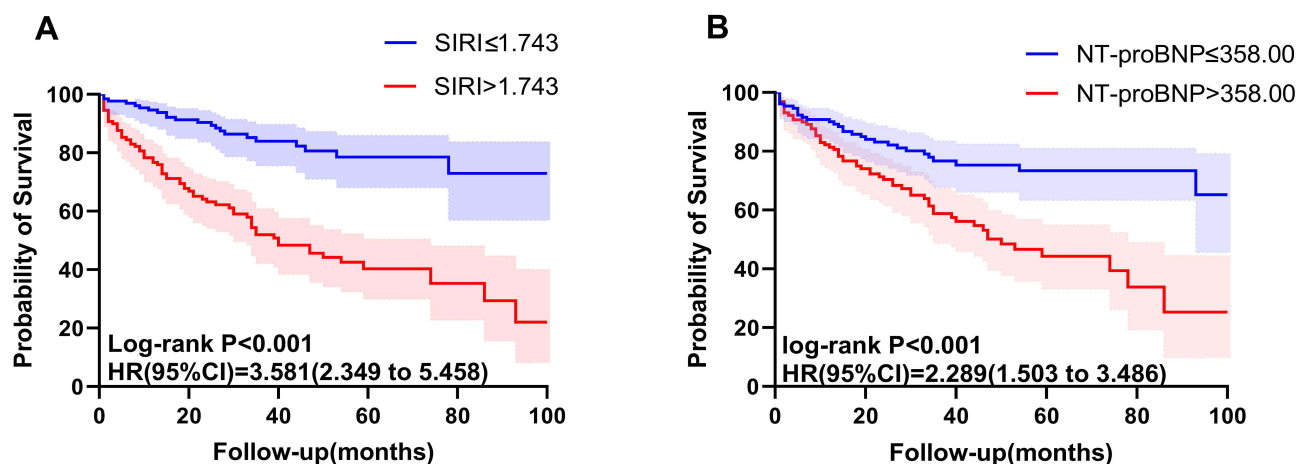 A
SIRI≤1.743
SIRI>1.743
Probability of Survival
100
80
60
40
20
0
Log-rank P<0.001
HR(95%CI)=3.581(2.349 to 5.458)
0 20 40 60 80 100
Follow-up(months)
B
NT-proBNP≤358.00
NT-proBNP>358.00
Probability of Survival
100
80
60
40
20
0
log-rank P<0.001
HR(95%CI)=2.289(1.503 to 3.486)
0 20 40 60 80 100
Follow-up(months)